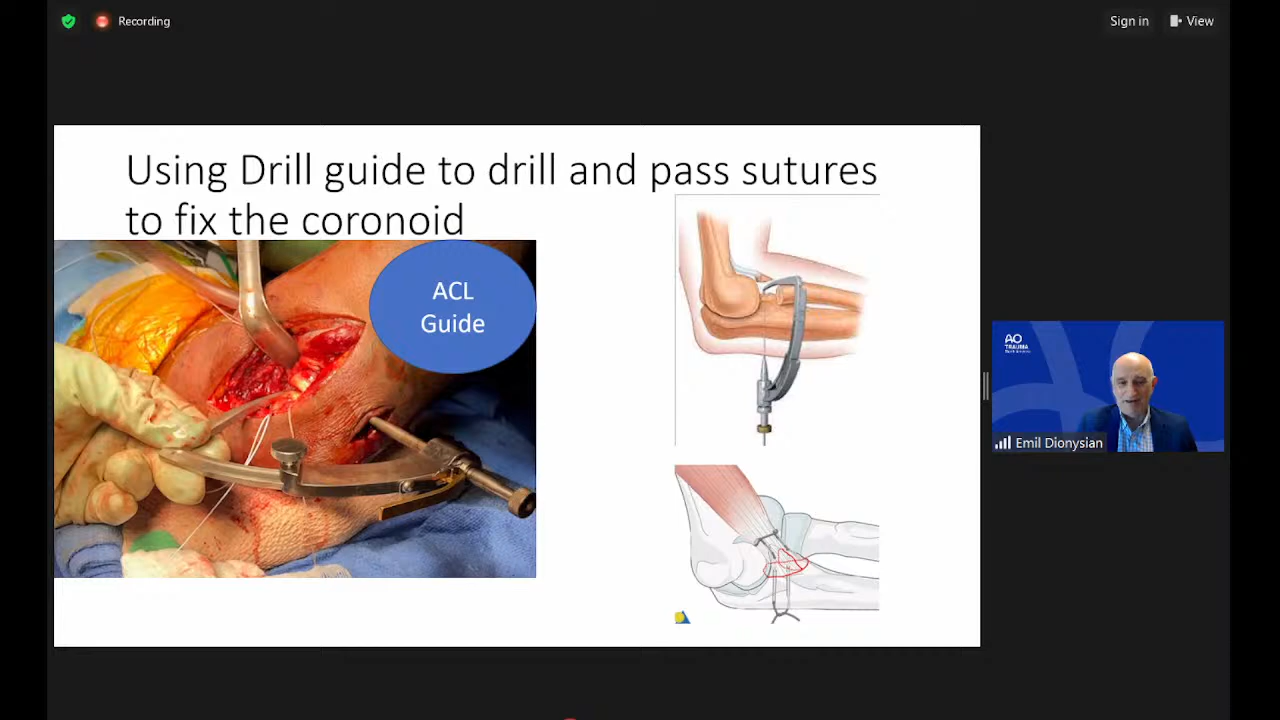 Recording
Sign in
View
Using Drill guide to drill and pass sutures
to fix the coronoid
ACL
Guide
AO
TRAUMA
Emil Dionysian